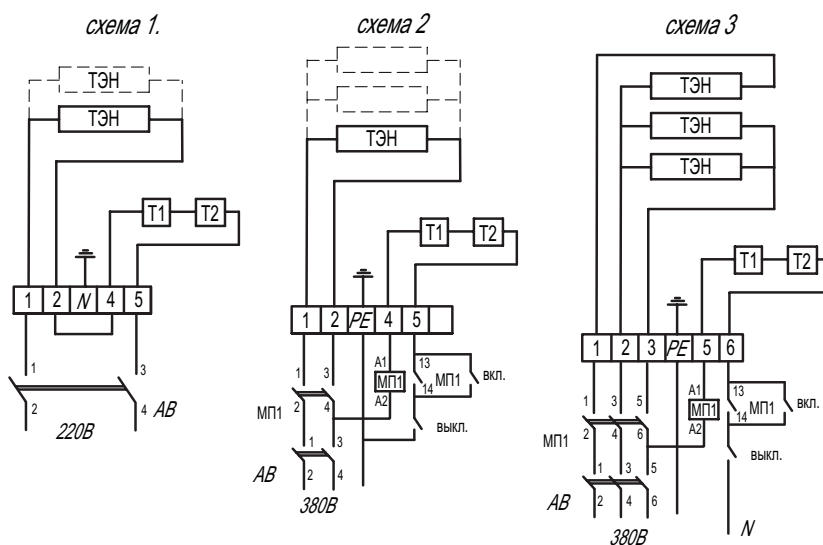 схема 1.
схема 2
схема 3
ТЭН
ТЭН
Т1
Т2
1
2
N
4
5
1
3
2
4
АВ
220В
ТЭН
Т1
Т2
1
2
PE
4
5
1
3
А1
МП1
А2
13
14
МП1
вкл.
МП1
2
4
выкл.
1
3
АВ
2
4
380В
ТЭН
ТЭН
ТЭН
Т1
Т2
1
2
3
PE
5
6
1
3
5
А1
МП1
А2
13
14
МП1
вкл.
МП1
2
4
6
выкл.
1
3
5
АВ
2
4
6
380В
N